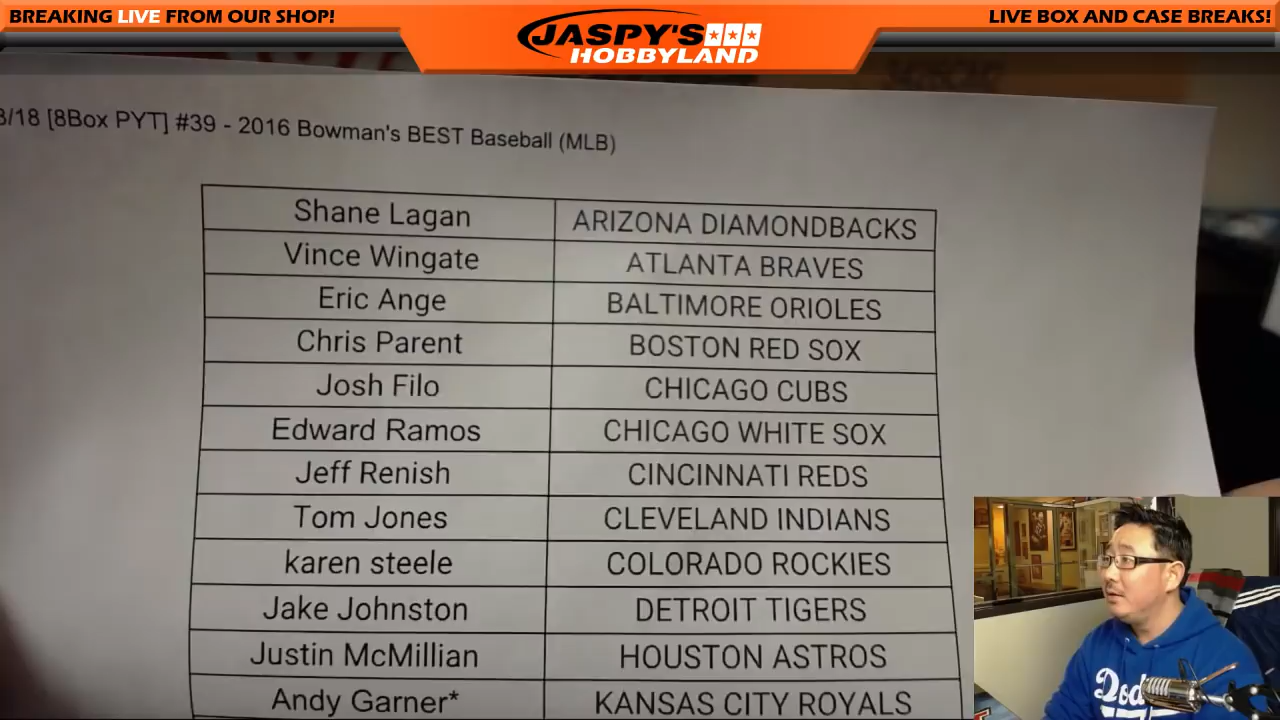 BREAKING LIVE FROM OUR SHOP!
JASPY'S
HOBBYLAND
LIVE BOX AND CASE BREAKS!
3/18 [8Box PYT] #39 - 2016 Bowman's BEST Baseball (MLB)
Shane Lagan ARIZONA DIAMONDBACKS
Vince Wingate ATLANTA BRAVES
Eric Ange BALTIMORE ORIOLES
Chris Parent BOSTON RED SOX
Josh Filo CHICAGO CUBS
Edward Ramos CHICAGO WHITE SOX
Jeff Renish CINCINNATI REDS
Tom Jones CLEVELAND INDIANS
karen steele COLORADO ROCKIES
Jake Johnston DETROIT TIGERS
Justin McMillian HOUSTON ASTROS
Andy Garner* KANSAS CITY ROYALS
Dod